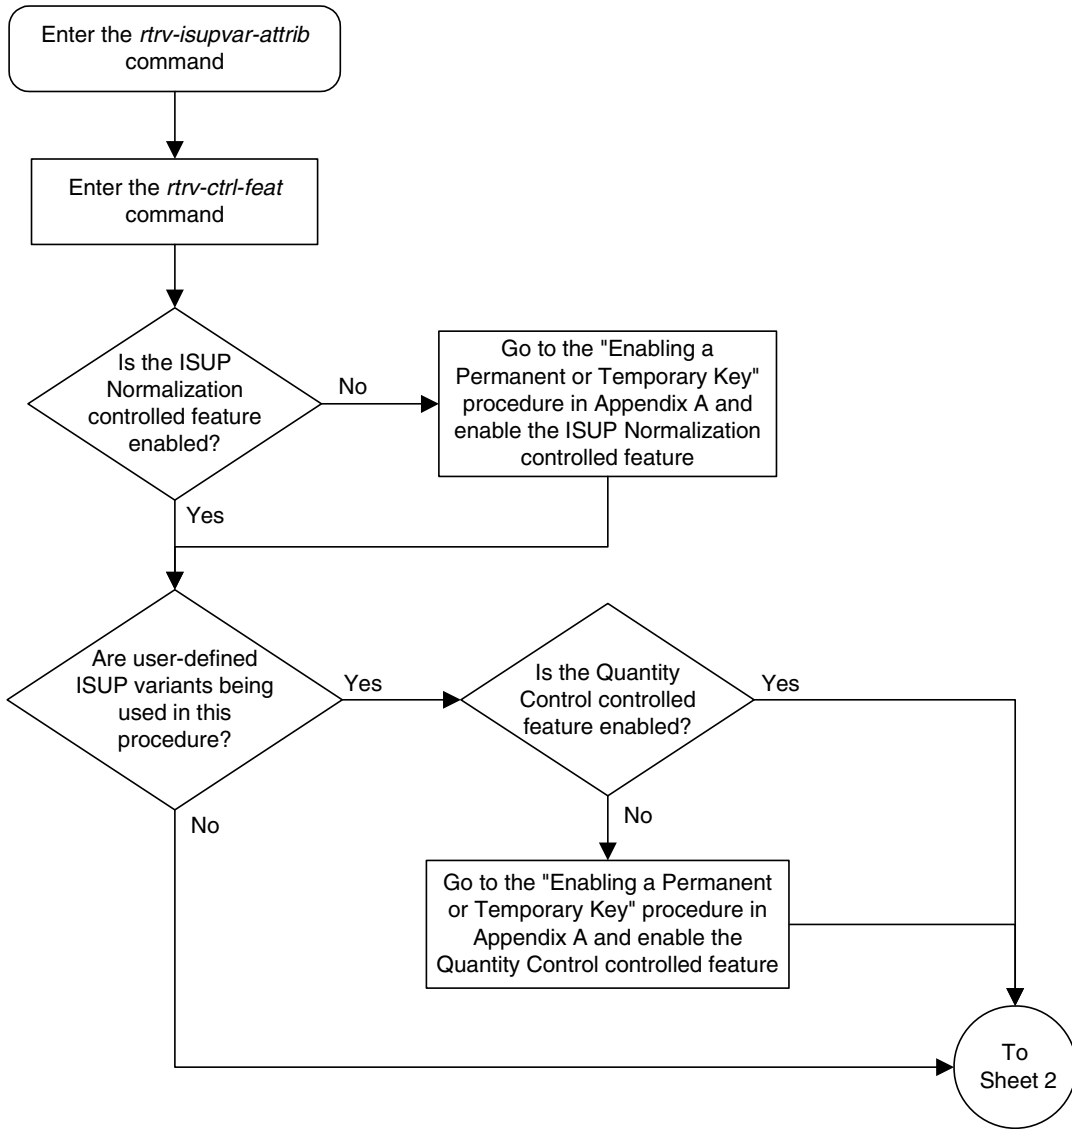 Enter the rtrv-isupvar-attrib
command
Enter the rtrv-ctrl-feat
command
Is the ISUP
Normalization
controlled feature
enabled?
No
Go to the "Enabling a
Permanent or Temporary Key"
procedure in Appendix A and
enable the ISUP Normalization
controlled feature
Yes
Are user-defined
ISUP variants being
used in this
procedure?
Yes
Is the Quantity
Control controlled
feature enabled?
Yes
No
No
Go to the "Enabling a Permanent
or Temporary Key" procedure in
Appendix A and enable the
Quantity Control controlled feature
To
Sheet 2